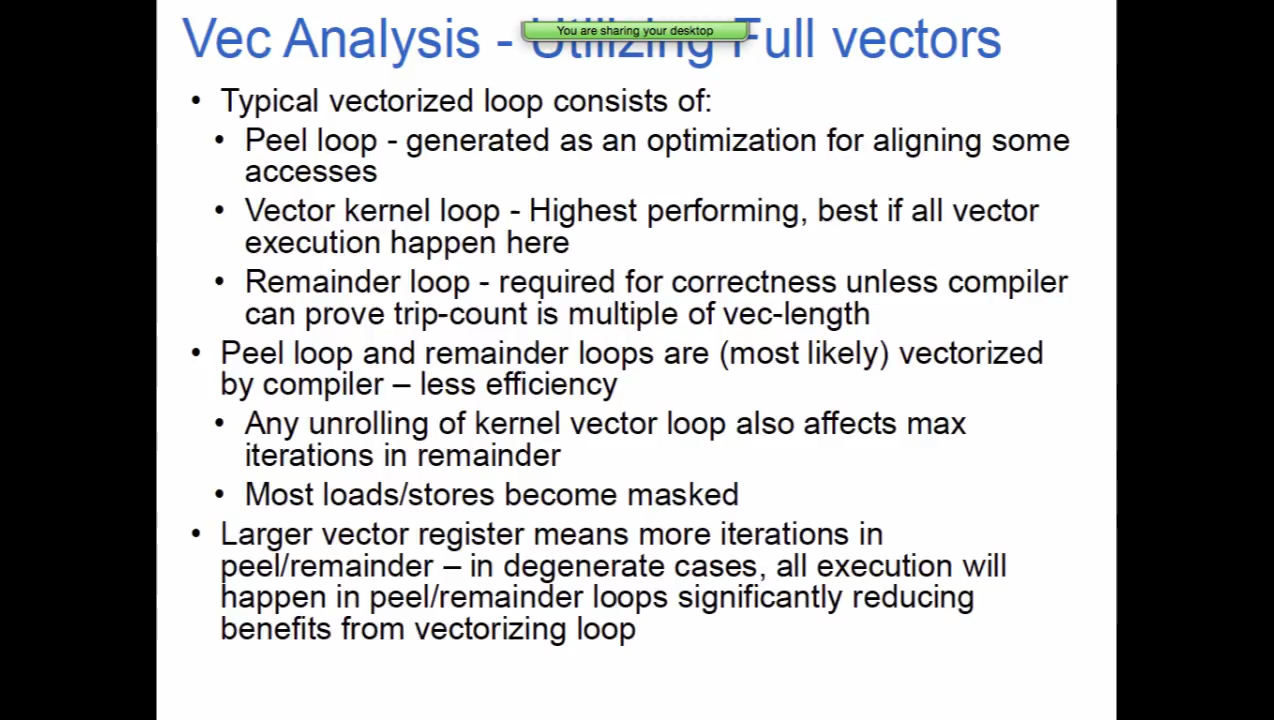 Vec Analysis - Utilizing Full vectors
You are sharing your desktop
• Typical vectorized loop consists of:
• Peel loop - generated as an optimization for aligning some
accesses
• Vector kernel loop - Highest performing, best if all vector
execution happen here
• Remainder loop - required for correctness unless compiler
can prove trip-count is multiple of vec-length
• Peel loop and remainder loops are (most likely) vectorized
by compiler – less efficiency
• Any unrolling of kernel vector loop also affects max
iterations in remainder
• Most loads/stores become masked
• Larger vector register means more iterations in
peel/remainder – in degenerate cases, all execution will
happen in peel/remainder loops significantly reducing
benefits from vectorizing loop